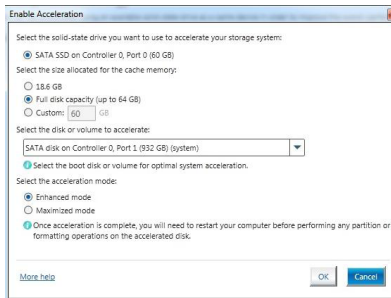 Enable Acceleration
Select the solid-state drive you want to use to accelerate your storage system:
SATA SSD on Controller 0, Port 0 (60 GB)
Select the size allocated for the cache memory:
18.6 GB
Full disk capacity (up to 64 GB)
Custom: 60 GB
Select the disk or volume to accelerate:
SATA disk on Controller 0, Port 1 (932 GB) (system)
Select the boot disk or volume for optimal system acceleration.
Select the acceleration mode:
Enhanced mode
Maximized mode
Once acceleration is complete, you will need to restart your computer before performing any partition or
formatting operations on the accelerated disk.
More help OK Cancel